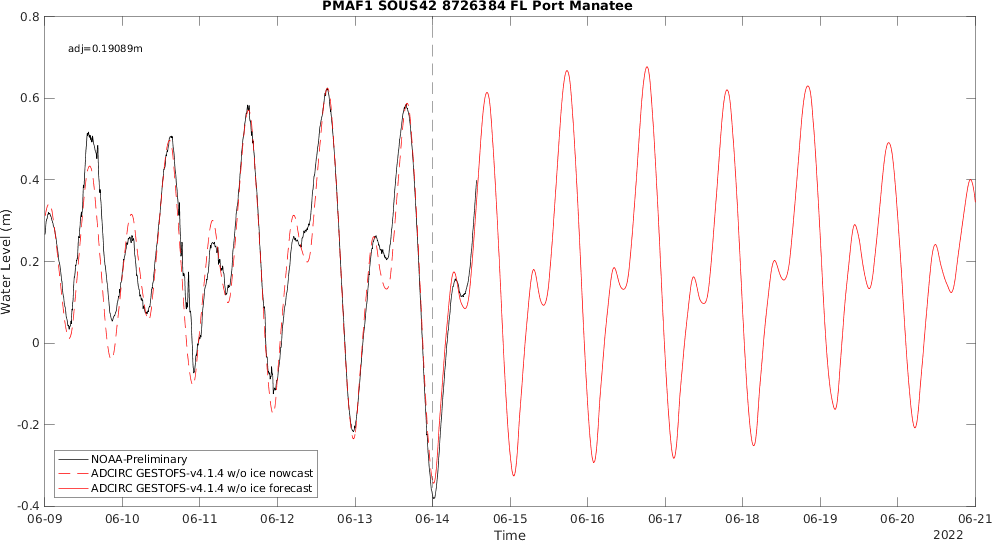 PMAF1 SOUS42 8726384 FL Port Manatee
0.8
adj=0.19089m
0.6
0.4
0.2
0
-0.2
-0.4
Water Level (m)
NOAA-Preliminary
ADCIRC GESTOFS-v4.1.4 w/o ice nowcast
ADCIRC GESTOFS-v4.1.4 w/o ice forecast
06-09 06-10 06-11 06-12 06-13 06-14 06-15 06-16 06-17 06-18 06-19 06-20 06-21
Time
2022